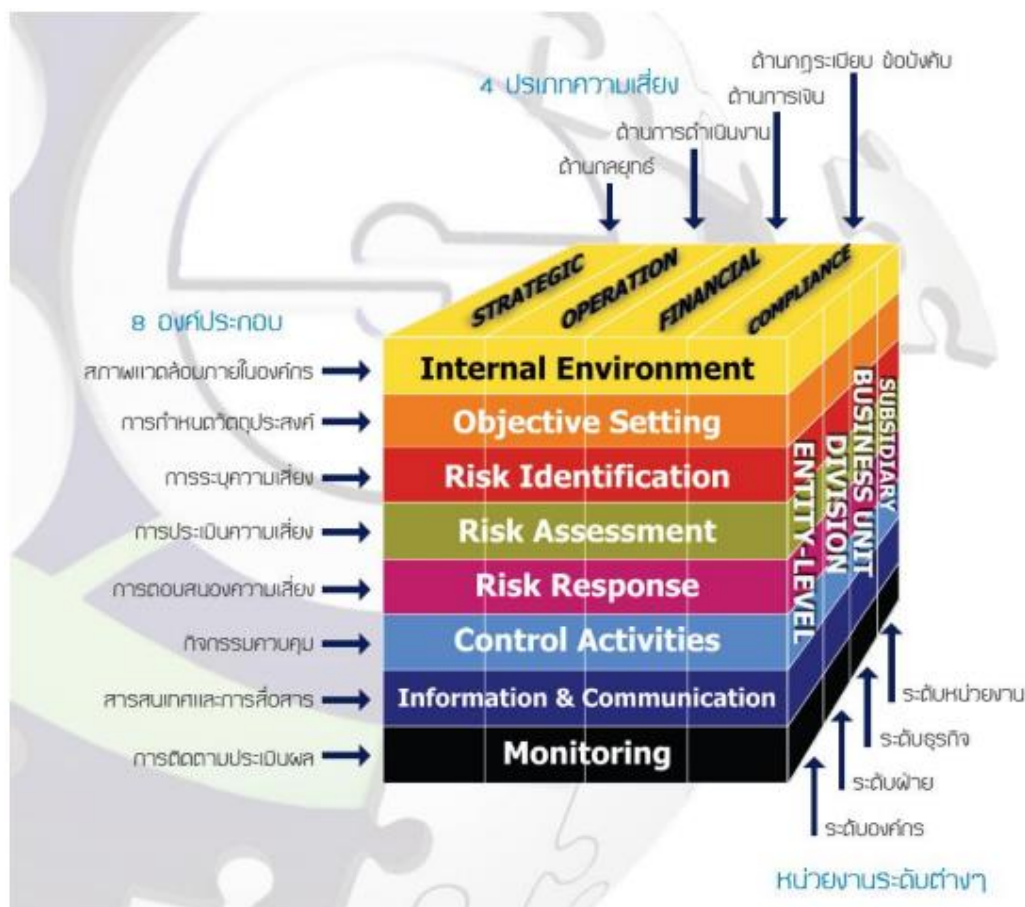 ด้านกฎระเบียบ ข้อบังคับ
4 ประเภทความเสี่ยง
ด้านการเงิน
ด้านการดำเนินงาน
ด้านกลยุทธ์
STRATEGIC
OPERATION
FINANCIAL
COMPLIANCE
8 องค์ประกอบ
สภาพแวดล้อมภายในองค์กร
Internal Environment
การกำหนดวัตถุประสงค์
Objective Setting
การระบุความเสี่ยง
Risk Identification
การประเมินความเสี่ยง
Risk Assessment
การตอบสนองความเสี่ยง
Risk Response
กิจกรรมควบคุม
Control Activities
สารสนเทศและการสื่อสาร
Information & Communication
การติดตามประเมินผล
Monitoring
ENTITY-LEVEL
DIVISION
BUSINESS UNIT
SUBSIDIARY
ระดับหน่วยงาน
ระดับธุรกิจ
ระดับฝ่าย
ระดับองค์กร
หน่วยงานระดับต่างๆ